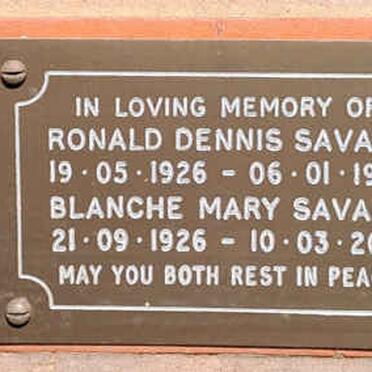 IN LOVING MEMORY OF
RONALD DENNIS SAVA
19·05·1926 - 06·01·19
BLANCHE MARY SAVA
21·09·1926 - 10·03·20
MAY YOU BOTH REST IN PEA